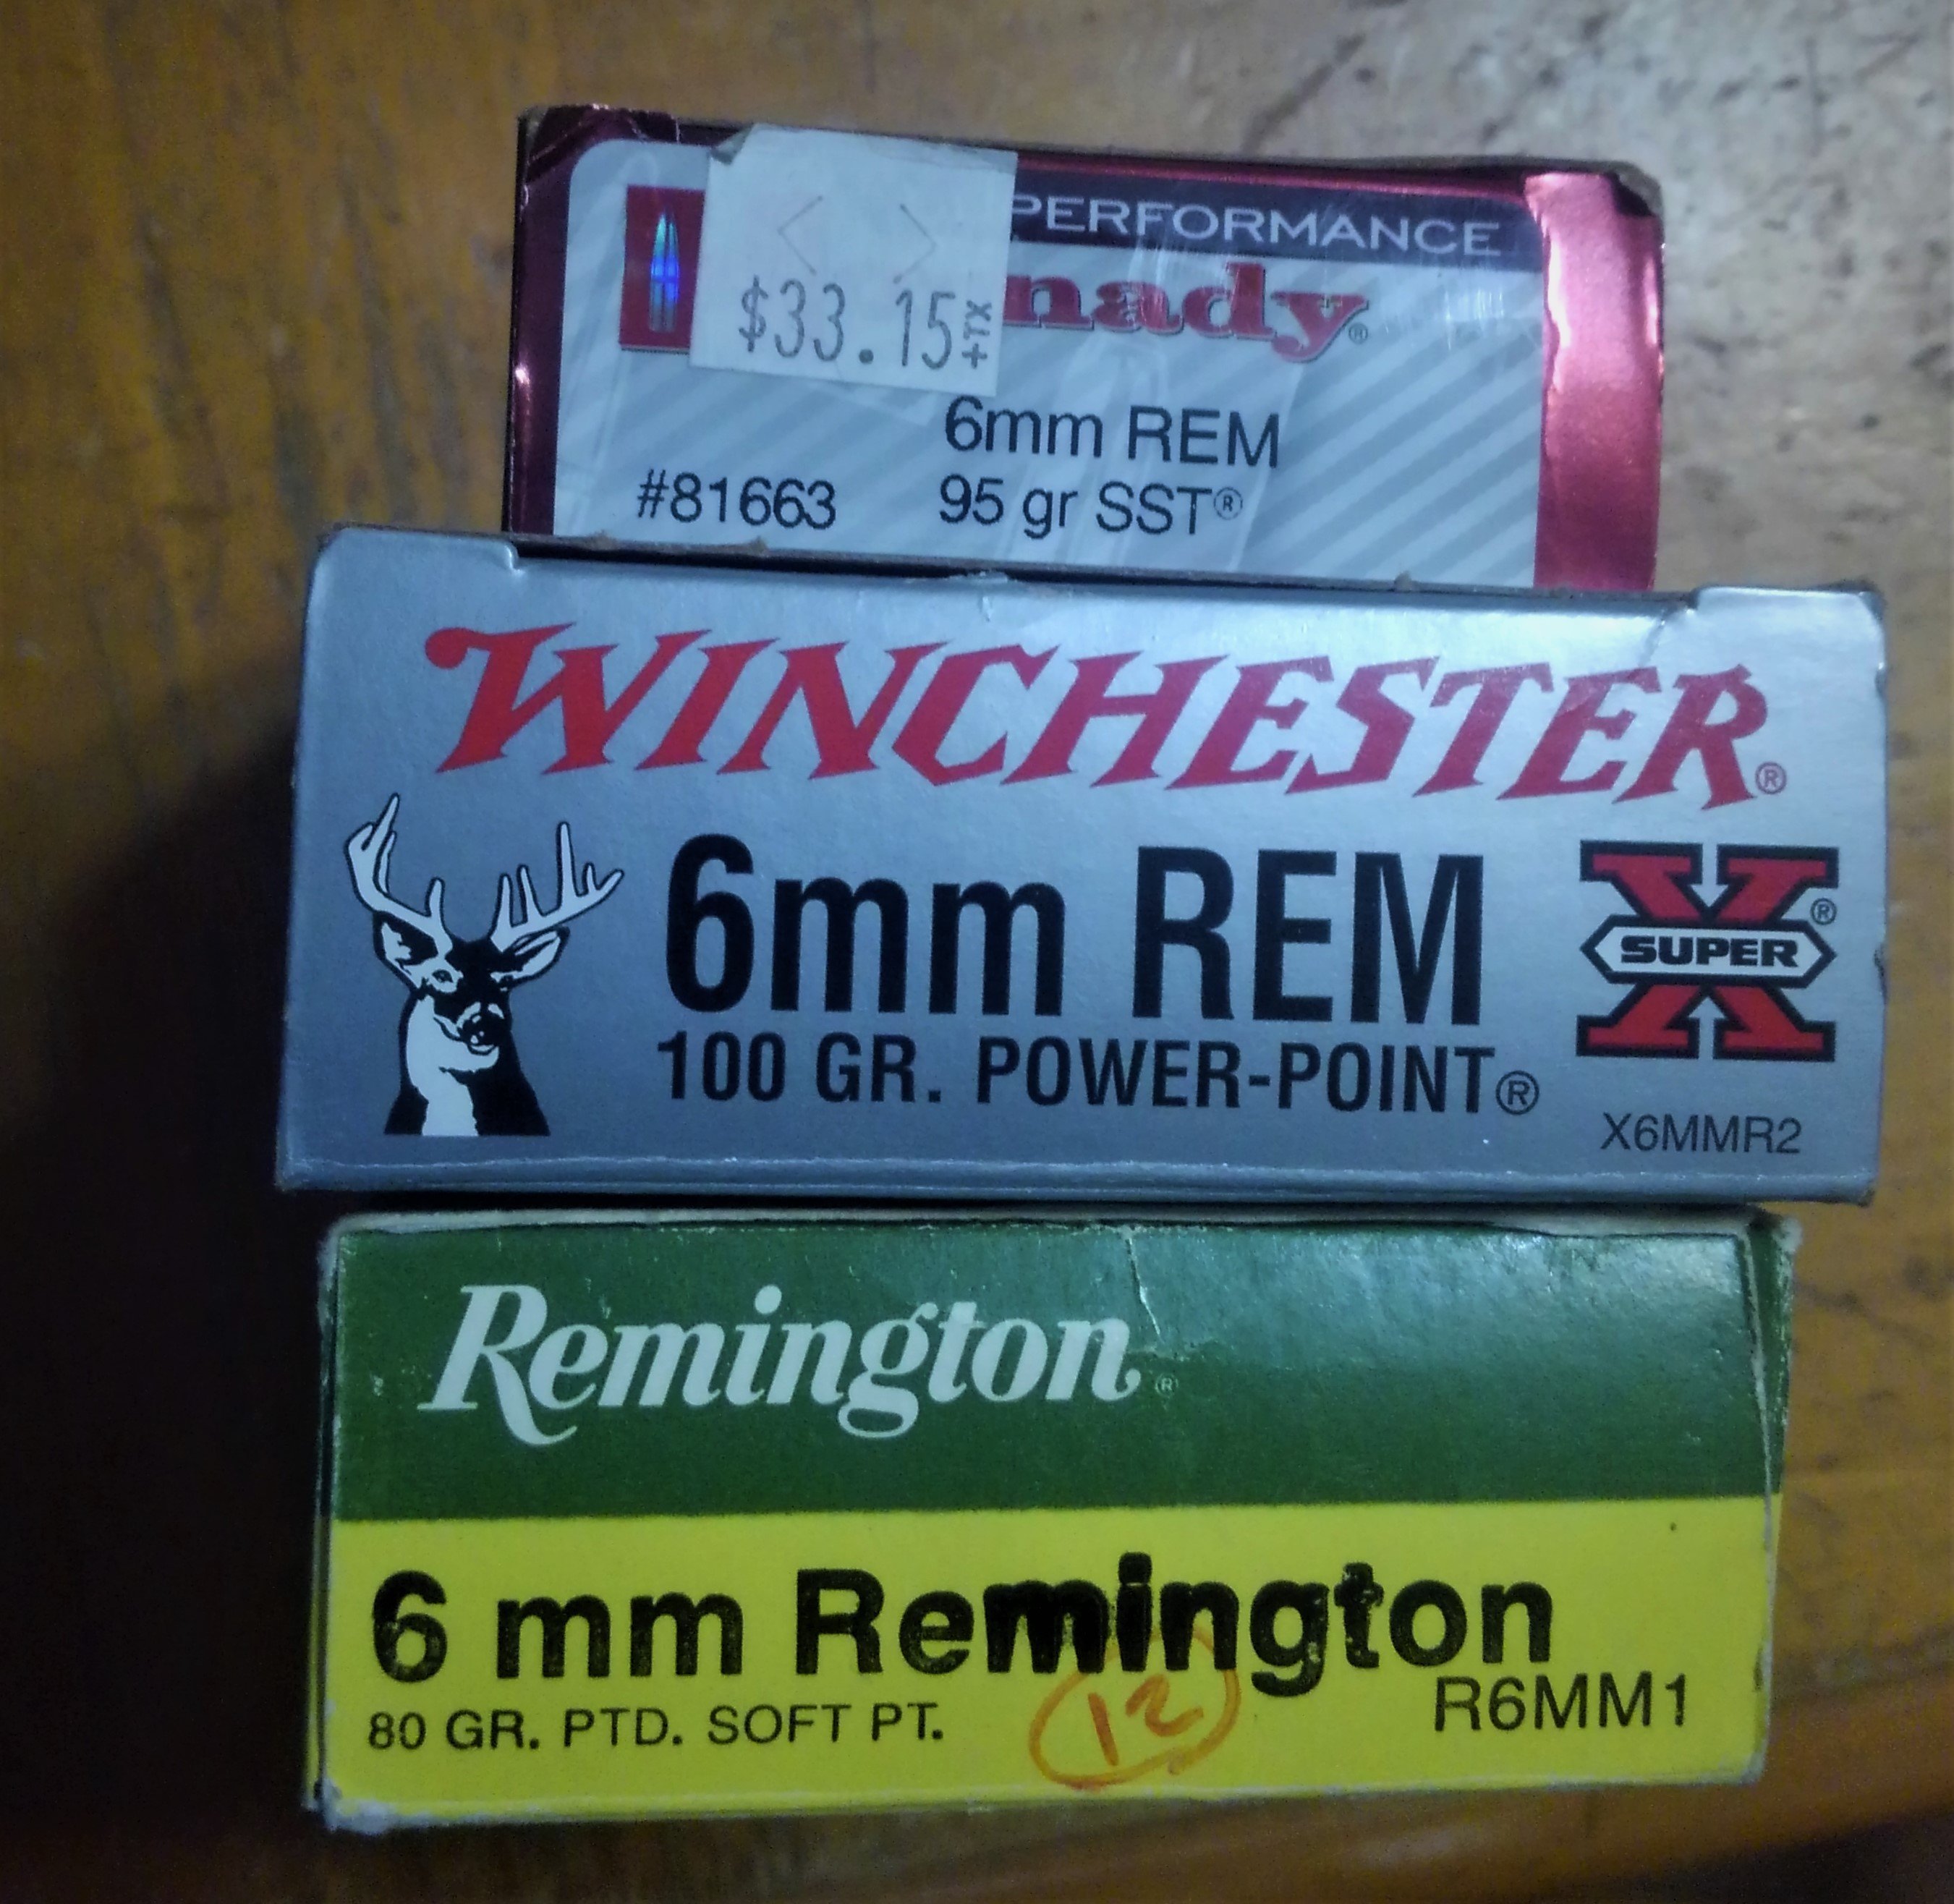 PERFORMANCE
nady®
$33.15+TX
6mm REM
#81663 95 gr SST®
WINCHESTER®
6mm REM
SUPER X®
100 GR. POWER-POINT®
X6MMR2
Remington®
6 mm Remington
80 GR. PTD. SOFT PT.
12
R6MM1